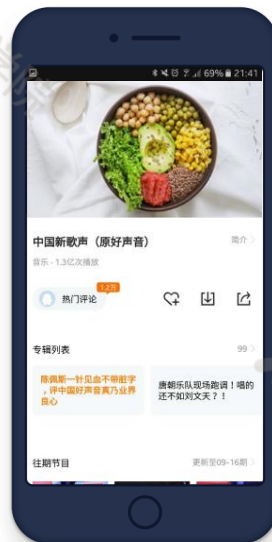 69% 21:41
中国新歌声（原好声音）
简介
音乐 - 1.3亿次播放
1.2万
热门评论
专辑列表
99
陈佩斯一针见血不带脏字
，评中国好声音真乃业界
良心
唐朝乐队现场跑调！唱的
还不如刘文天？！
往期节目
更新至09-16期